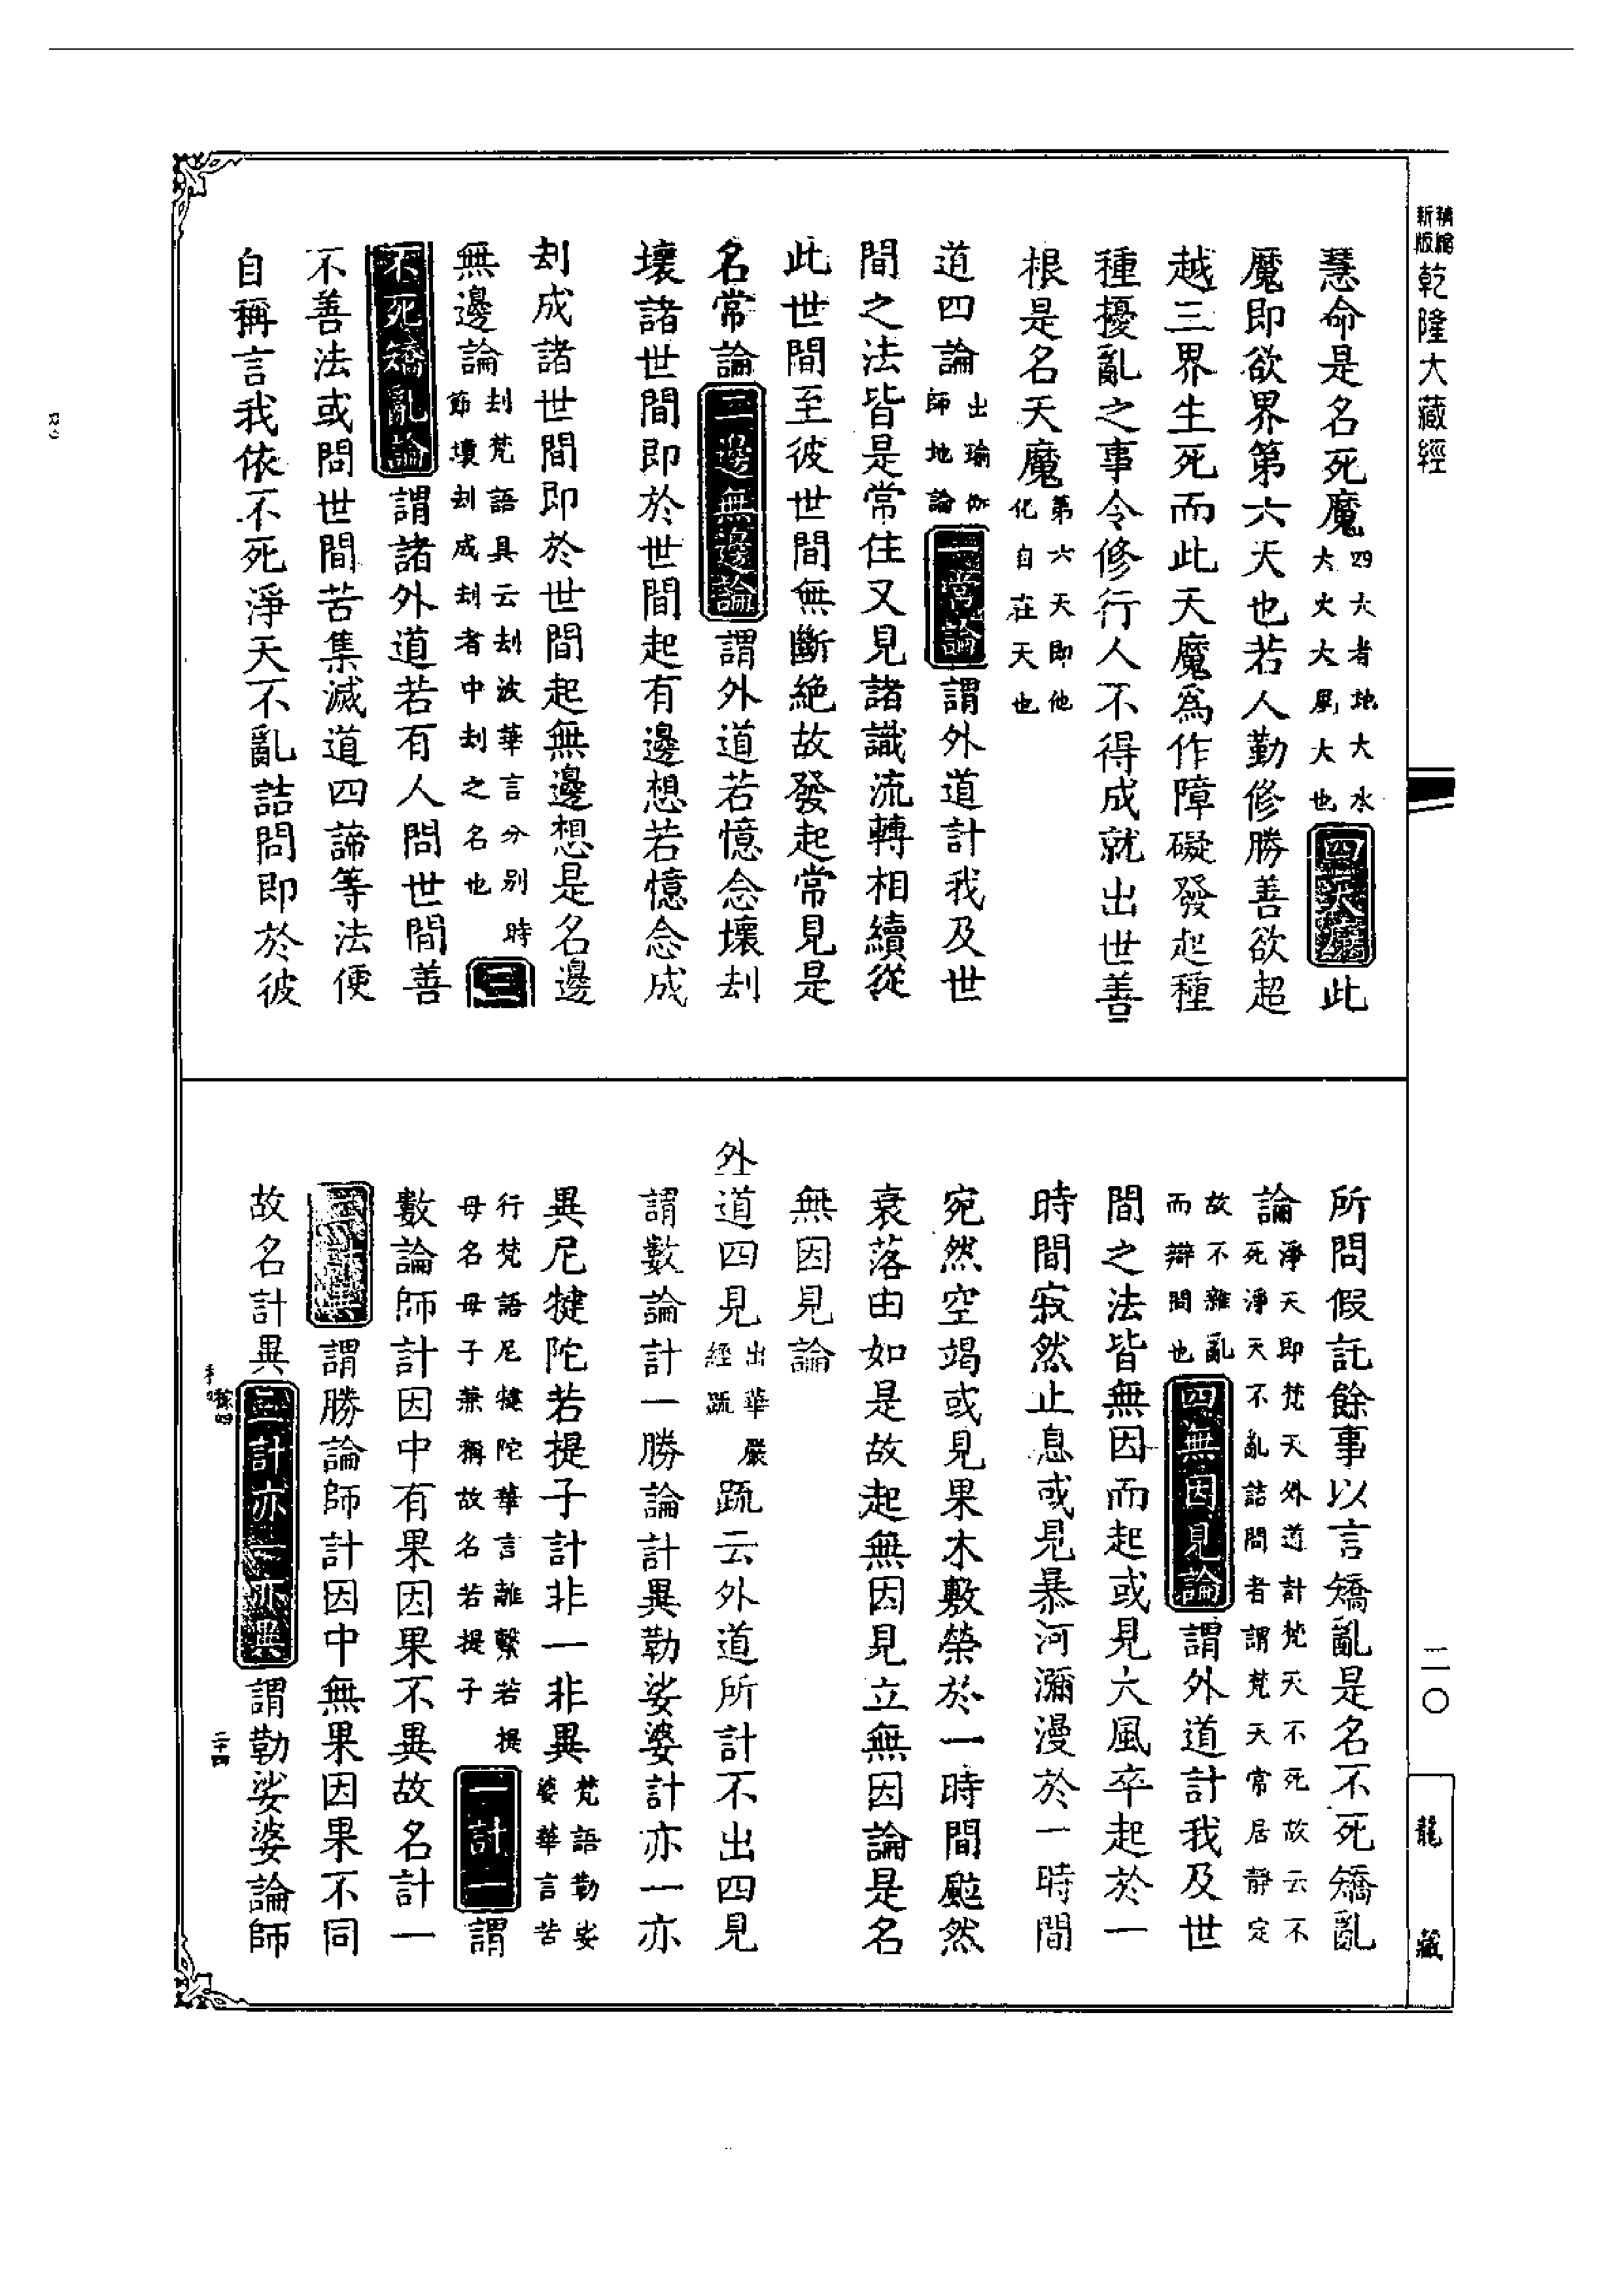 精縮新版乾隆大藏經
慧命是名死魔四大者地大水大火大風大也四天魔此
魔即欲界第六天也若人勤修勝善欲超
越三界生死而此天魔爲作障礙發起種
種擾亂之事令修行人不得成就出世善
根是名天魔第六天即他化自在天也
道四論出瑜伽師地論一常論謂外道計我及世
間之法皆是常住又見諸識流轉相續從
此世間至彼世間無斷絶故發起常見是
名常論二邊無邊論謂外道若憶念壞刦
壞諸世間即於世間起有邊想若憶念成
刦成諸世間即於世間起無邊想是名邊
無邊論刦梵語具云刦波華言分别時節壞刦成刦者中刦之名也三
不死矯亂論謂諸外道若有人問世間善
不善法或問世間苦集滅道四諦等法便
自稱言我依不死淨天不亂詰問即於彼
所問假託餘事以言矯亂是名不死矯亂
論淨天即梵天外道計梵天不死故云不死淨天不亂詰問者謂梵天常居靜定故不雜亂而辯問也四無因見論謂外道計我及世
間之法皆無因而起或見大風卒起於一
時間寂然止息或見暴河瀰漫於一時間
宛然空竭或見果木敷榮於一時間颯然
衰落由如是故起無因見立無因論是名
無因見論
外道四見出華嚴經疏疏云外道所計不出四見
謂數論計一勝論計異勒娑婆計亦一亦
異尼犍陀若提子計非一非異梵語勒娑婆華言苦
行梵語尼犍陀華言離繫若提母名母子兼稱故名若提子一計一謂
數論師計因中有果因果不異故名計一
二計異謂勝論師計因中無果因果不同
故名計異三計亦一亦異謂勒娑婆論師
二〇
龍藏